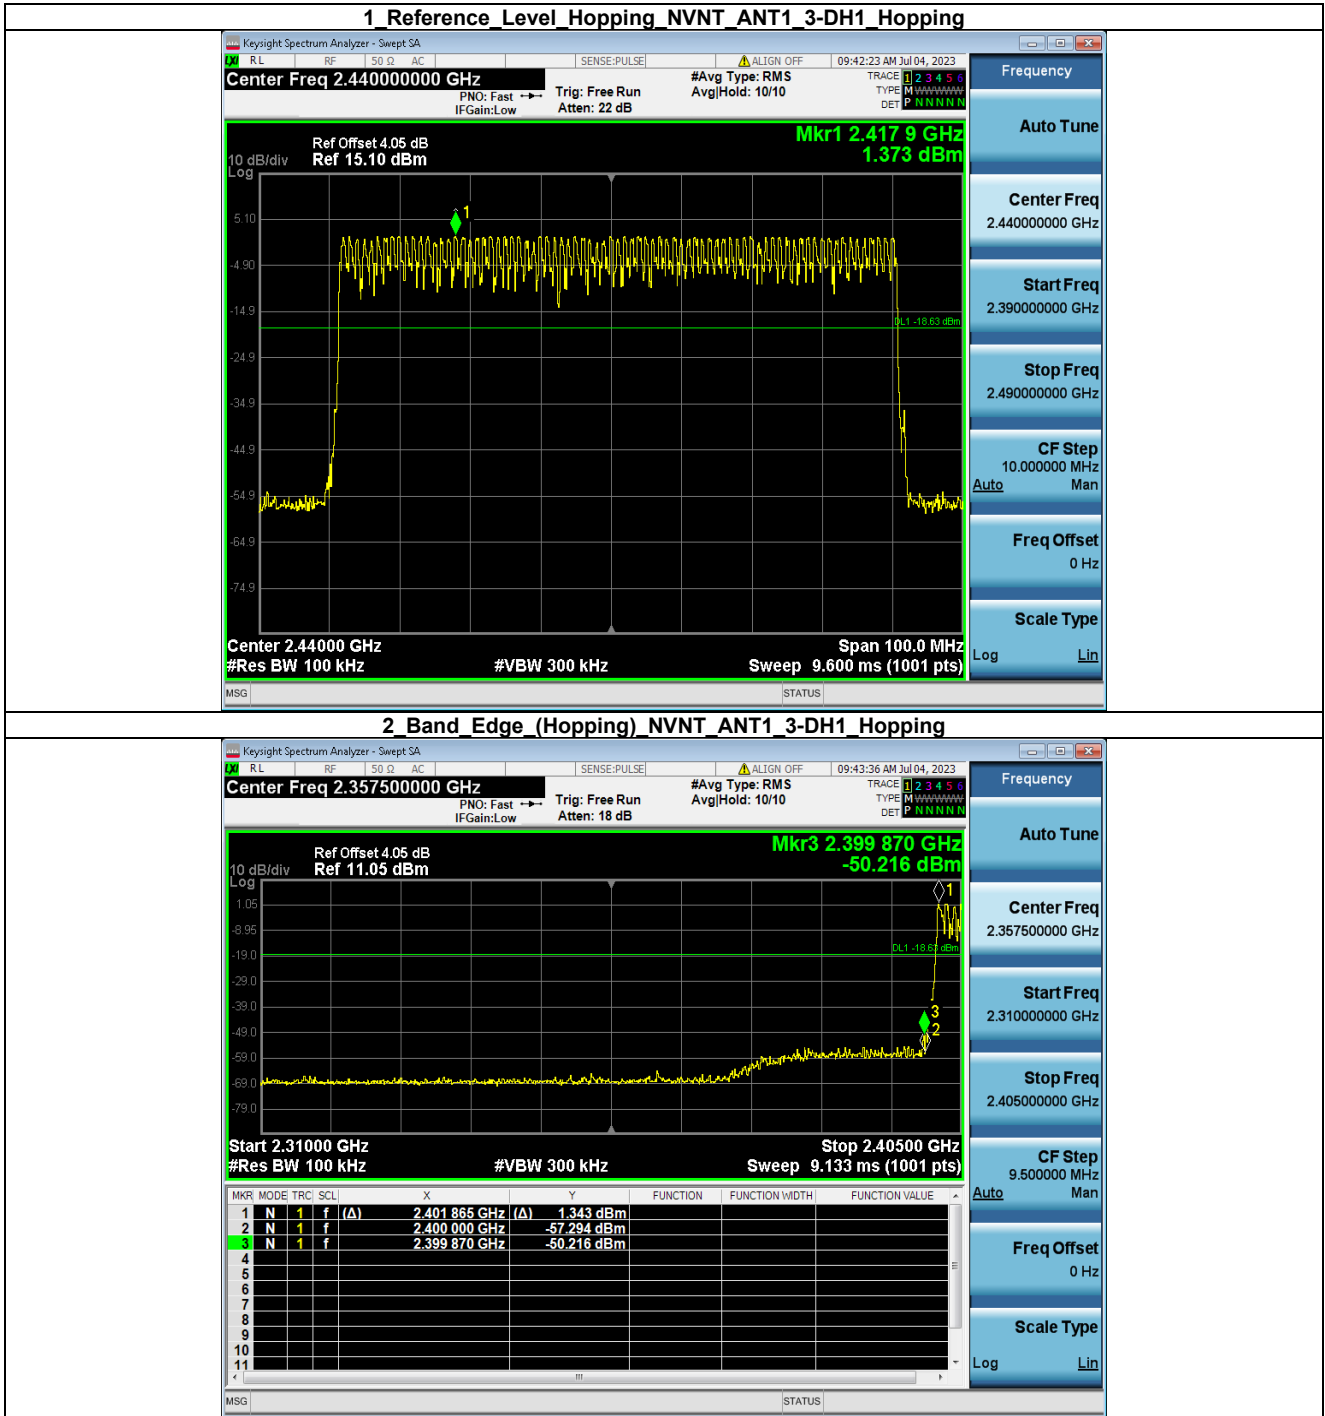 1_Reference_Level_Hopping_NVNT_ANT1_3-DH1_Hopping
Keysight Spectrum Analyzer - Swept SA
LXI RL RF 50 Ω AC SENSE:PULSE ALIGN OFF 09:42:23 AM Jul 04, 2023
Center Freq 2.440000000 GHz
PNO: Fast
IFGain:Low
Trig: Free Run
Atten: 22 dB
#Avg Type: RMS
Avg|Hold: 10/10
TRACE 1 2 3 4 5 6
TYPE M WWWWW
DET P N N N N N
Mkr1 2.417 9 GHz
1.373 dBm
Ref Offset 4.05 dB
10 dB/div Ref 15.10 dBm
Log
1
5.10
-4.90
-14.9
DL1 -18.63 dBm
-24.9
-34.9
-44.9
-54.9
-64.9
-74.9
Center 2.44000 GHz Span 100.0 MHz
#Res BW 100 kHz #VBW 300 kHz Sweep 9.600 ms (1001 pts)
MSG STATUS
Frequency
Auto Tune
Center Freq
2.440000000 GHz
Start Freq
2.390000000 GHz
Stop Freq
2.490000000 GHz
CF Step
10.000000 MHz
Auto Man
Freq Offset
0 Hz
Scale Type
Log Lin
2_Band_Edge_(Hopping)_NVNT_ANT1_3-DH1_Hopping
Keysight Spectrum Analyzer - Swept SA
LXI RL RF 50 Ω AC SENSE:PULSE ALIGN OFF 09:43:36 AM Jul 04, 2023
Center Freq 2.357500000 GHz
PNO: Fast
IFGain:Low
Trig: Free Run
Atten: 18 dB
#Avg Type: RMS
Avg|Hold: 10/10
TRACE 1 2 3 4 5 6
TYPE M WWWWW
DET P N N N N N
Mkr3 2.399 870 GHz
-50.216 dBm
Ref Offset 4.05 dB
10 dB/div Ref 11.05 dBm
Log
1
1.05
-8.95
DL1 -18.63 dBm
-19.0
-29.0
-39.0
3
-49.0
2
-59.0
-69.0
-79.0
Start 2.31000 GHz Stop 2.40500 GHz
#Res BW 100 kHz #VBW 300 kHz Sweep 9.133 ms (1001 pts)
MKR MODE TRC SCL X Y FUNCTION FUNCTION WIDTH FUNCTION VALUE
1 N 1 f (Δ) 2.401 865 GHz (Δ) 1.343 dBm
2 N 1 f 2.400 000 GHz -57.294 dBm
3 N 1 f 2.399 870 GHz -50.216 dBm
4
5
6
7
8
9
10
11
MSG STATUS
Frequency
Auto Tune
Center Freq
2.357500000 GHz
Start Freq
2.310000000 GHz
Stop Freq
2.405000000 GHz
CF Step
9.500000 MHz
Auto Man
Freq Offset
0 Hz
Scale Type
Log Lin